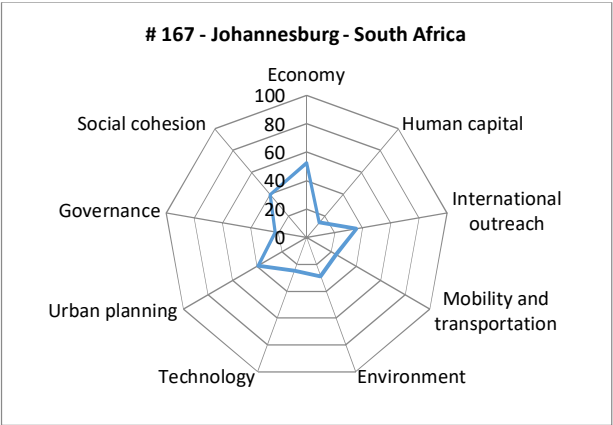 # 167 - Johannesburg - South Africa
Economy
100
80
60
40
20
0
Human capital
International
outreach
Mobility and
transportation
Environment
Technology
Urban planning
Governance
Social cohesion